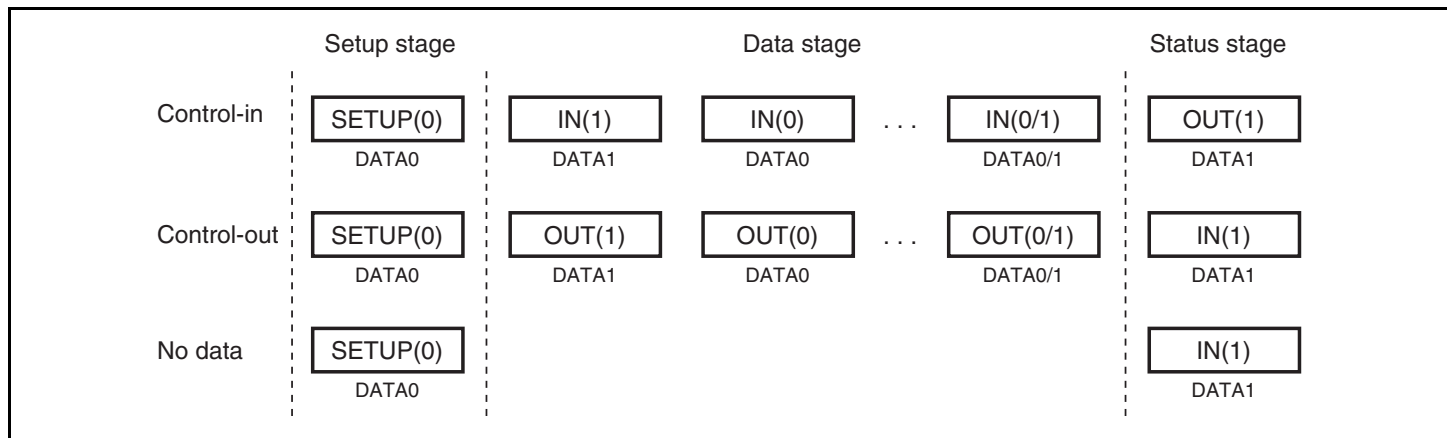 Setup stage Data stage Status stage
Control-in SETUP(0) IN(1) IN(0) . . . IN(0/1) OUT(1)
DATA0 DATA1 DATA0 DATA0/1 DATA1
Control-out SETUP(0) OUT(1) OUT(0) . . . OUT(0/1) IN(1)
DATA0 DATA1 DATA0 DATA0/1 DATA1
No data SETUP(0) IN(1)
DATA0 DATA1